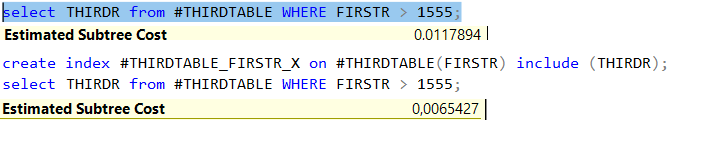 select THIRDR from #THIRDTABLE WHERE FIRSTR > 1555;
Estimated Subtree Cost 0.0117894
create index #THIRDTABLE_FIRSTR_X on #THIRDTABLE(FIRSTR) include (THIRDR);
select THIRDR from #THIRDTABLE WHERE FIRSTR > 1555;
Estimated Subtree Cost 0,0065427